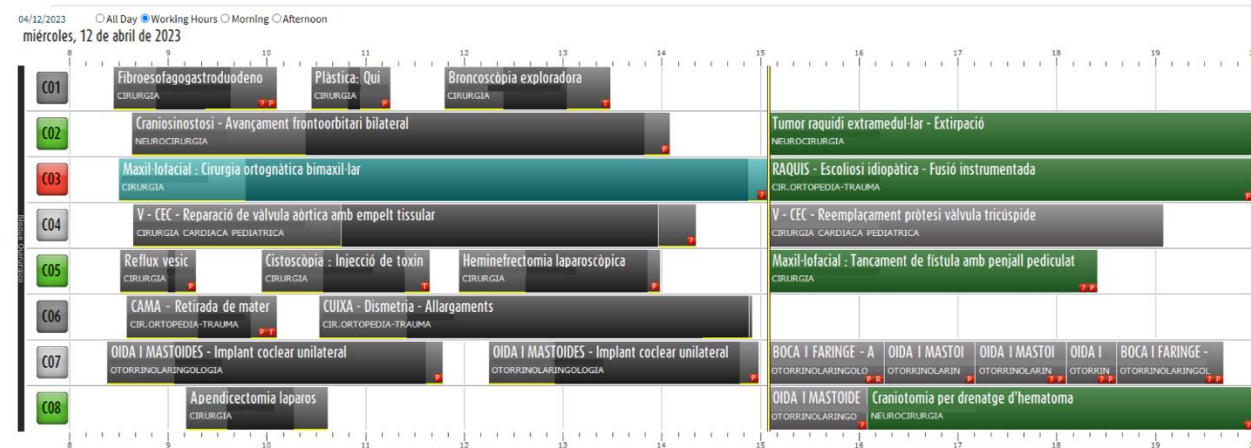 04/12/2023 All Day Working Hours Morning Afternoon
miércoles, 12 de abril de 2023
8 9 10 11 12 13 14 15 16 17 18 19
C01
Fibroesofagogastroduodeno
CIRURGIA
? P
Plàstica: Qui
CIRURGIA
P
Broncoscòpia exploradora
CIRURGIA
T
C02
Craniosinostosi - Avançament frontoorbitari bilateral
NEUROCIRURGIA
P
Tumor raquidi extramedul·lar - Extirpació
NEUROCIRURGIA
C03
Maxil·lofacial : Cirurgia ortognàtica bimaxil·lar
CIRURGIA
?
RAQUIS - Escoliosi idiopàtica - Fusió instrumentada
CIR.ORTOPEDIA-TRAUMA
P
C04
V - CEC - Reparació de vàlvula aòrtica amb empelt tissular
CIRURGIA CARDIACA PEDIATRICA
?
V - CEC - Reemplaçament pròtesi vàlvula tricúspide
CIRURGIA CARDIACA PEDIATRICA
Bloque Quirúrgico
C05
Reflux vesic
CIRURGIA
P
Cistoscòpia : Injecció de toxin
CIRURGIA
T
Heminefrectomia laparoscòpica
CIRURGIA
P
Maxil·lofacial : Tancament de fístula amb penjall pediculat
CIRURGIA
? P
C06
CAMA - Retirada de mater
CIR.ORTOPEDIA-TRAUMA
P T
CUIXA - Dismetria - Allargaments
CIR.ORTOPEDIA-TRAUMA
C07
OIDA I MASTOIDES - Implant coclear unilateral
OTORRINOLARINGOLOGIA
P
OIDA I MASTOIDES - Implant coclear unilateral
OTORRINOLARINGOLOGIA
P
BOCA I FARINGE - A
OTORRINOLARINGOLO
P R
OIDA I MASTOI
OTORRINOLARIN
P
OIDA I MASTOI
OTORRINOLARIN
? P
OIDA I
OTORRIN
? P
BOCA I FARINGE -
OTORRINOLARINGOL
? P
C08
Apendicectomia laparos
CIRURGIA
OIDA I MASTOIDE
OTORRINOLARINGO
?
Craniotomia per drenatge d'hematoma
NEUROCIRURGIA
8 9 10 11 12 13 14 15 16 17 18 19